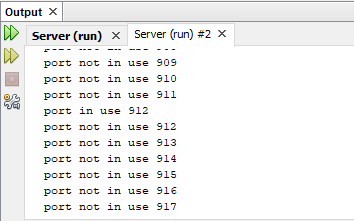 Output ×
Server (run) × Server (run) #2 ×
port not in use 909
port not in use 910
port not in use 911
port in use 912
port not in use 912
port not in use 913
port not in use 914
port not in use 915
port not in use 916
port not in use 917